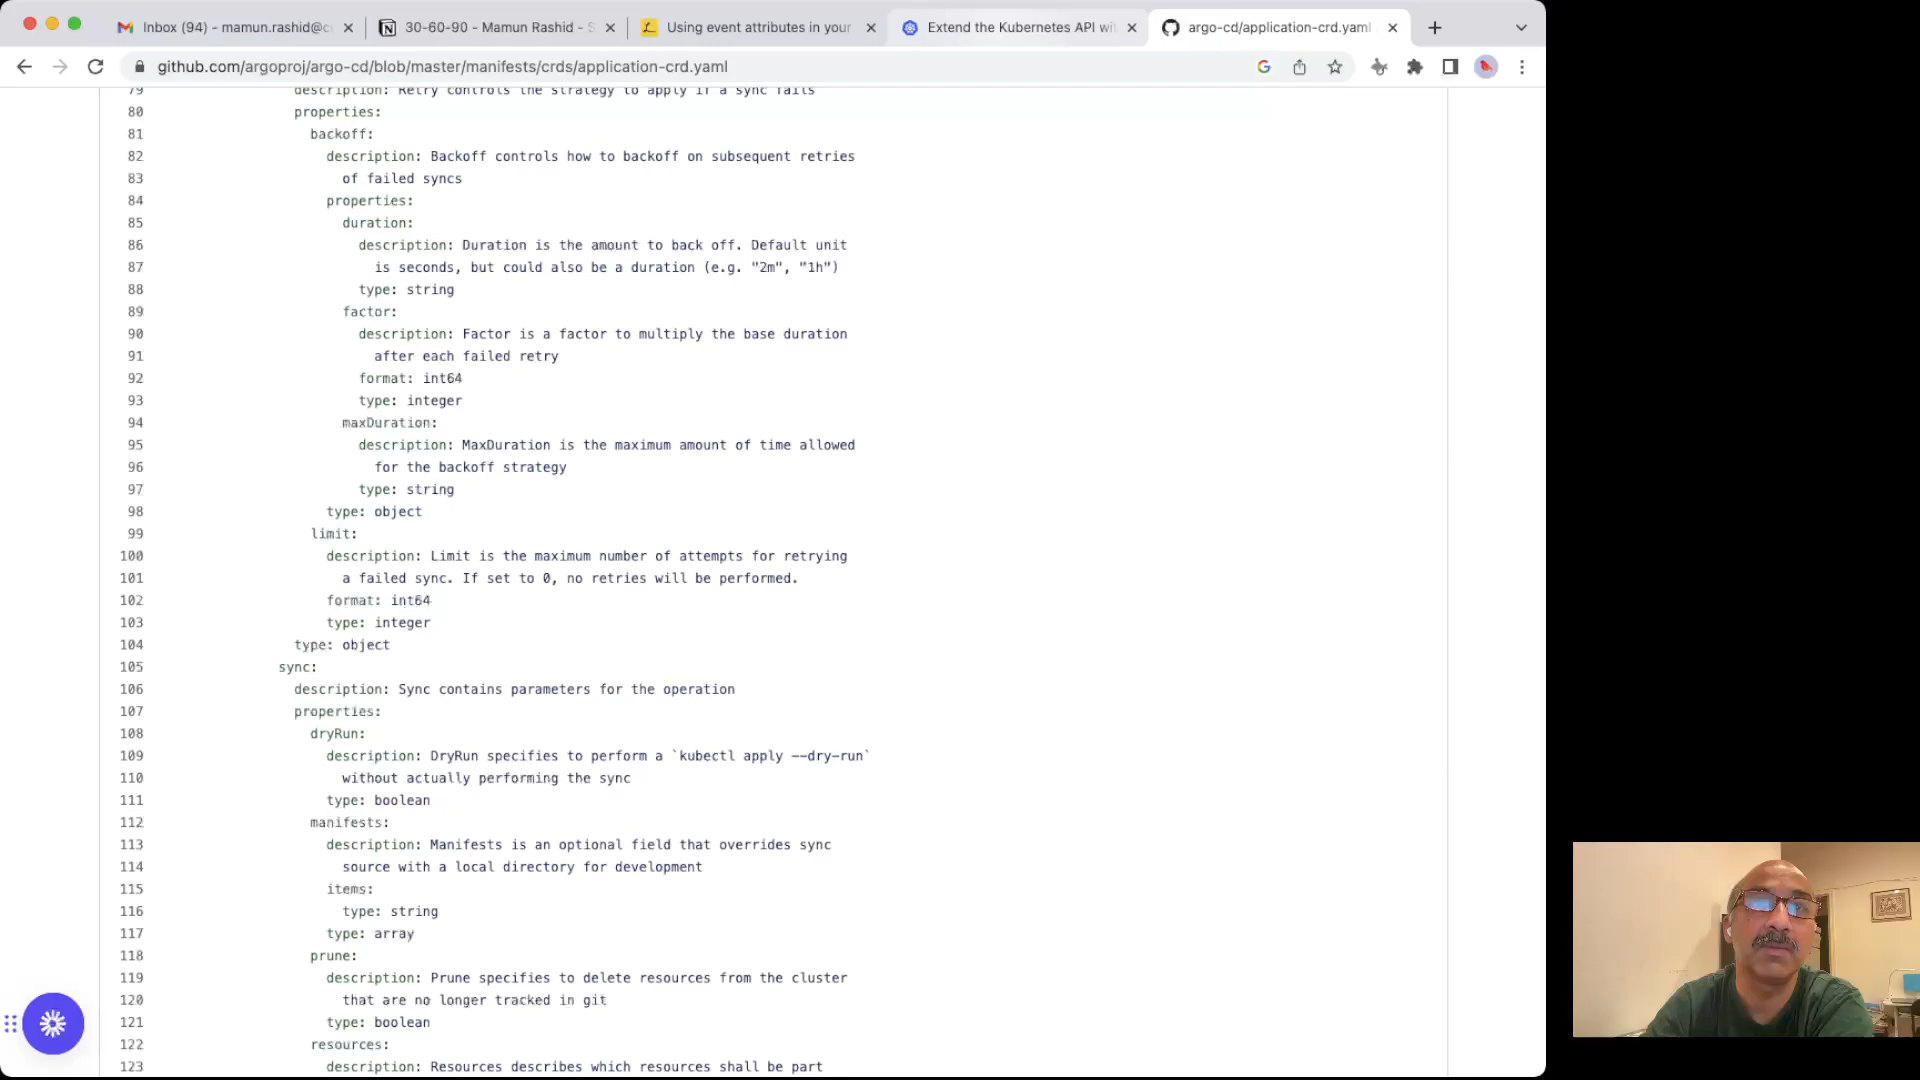 Inbox (94) - mamun.rashid@c
30-60-90 - Mamun Rashid - S
Using event attributes in your
Extend the Kubernetes API wit
argo-cd/application-crd.yaml
github.com/argoproj/argo-cd/blob/master/manifests/crds/application-crd.yaml
79 description: Retry controls the strategy to apply if a sync fails
80 properties:
81 backoff:
82 description: Backoff controls how to backoff on subsequent retries
83 of failed syncs
84 properties:
85 duration:
86 description: Duration is the amount to back off. Default unit
87 is seconds, but could also be a duration (e.g. "2m", "1h")
88 type: string
89 factor:
90 description: Factor is a factor to multiply the base duration
91 after each failed retry
92 format: int64
93 type: integer
94 maxDuration:
95 description: MaxDuration is the maximum amount of time allowed
96 for the backoff strategy
97 type: string
98 type: object
99 limit:
100 description: Limit is the maximum number of attempts for retrying
101 a failed sync. If set to 0, no retries will be performed.
102 format: int64
103 type: integer
104 type: object
105 sync:
106 description: Sync contains parameters for the operation
107 properties:
108 dryRun:
109 description: DryRun specifies to perform a `kubectl apply --dry-run`
110 without actually performing the sync
111 type: boolean
112 manifests:
113 description: Manifests is an optional field that overrides sync
114 source with a local directory for development
115 items:
116 type: string
117 type: array
118 prune:
119 description: Prune specifies to delete resources from the cluster
120 that are no longer tracked in git
121 type: boolean
122 resources:
123 description: Resources describes which resources shall be part